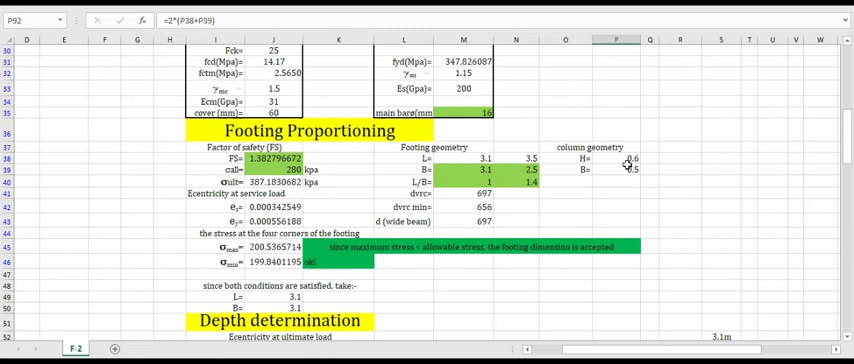 P92 =2*(P38+P39)
D E F G H I J K L M N O P Q R S T U V W
30 Fck= 25
31 fcd(Mpa)= 14.17 fyd(Mpa)= 347.826087
32 fctm(Mpa)= 2.5650 1.15
33 1.5 Es(Gpa)= 200
34 Ecm(Gpa)= 31
35 cover (mm)= 60 main barø(mm 16
36 Footing Proportioning
37 Factor of safety (FS) Footing geometry column geometry
38 FS= 1.382796672 L= 3.1 3.5 H= 0.6
39 σall= 280 kpa B= 3.1 2.5 B= 0.5
40 σult= 387.1830682 kpa L/B= 1 1.4
41 Ecentricity at service load dvrc= 697
42 0.000342549 dvrc min= 656
43 0.000556188 d (wide beam) 697
44 the stress at the four corners of the footing
45 σmax= 200.5365714 since maximum stress < allowable stress, the footing dimension is accepted
46 σmin= 199.8401195 ok!
47
48 since both conditions are satisfied, take:-
49 L= 3.1
50 B= 3.1
51 Depth determination
52 Ecentricity at ultimate load 3.1m
F-2